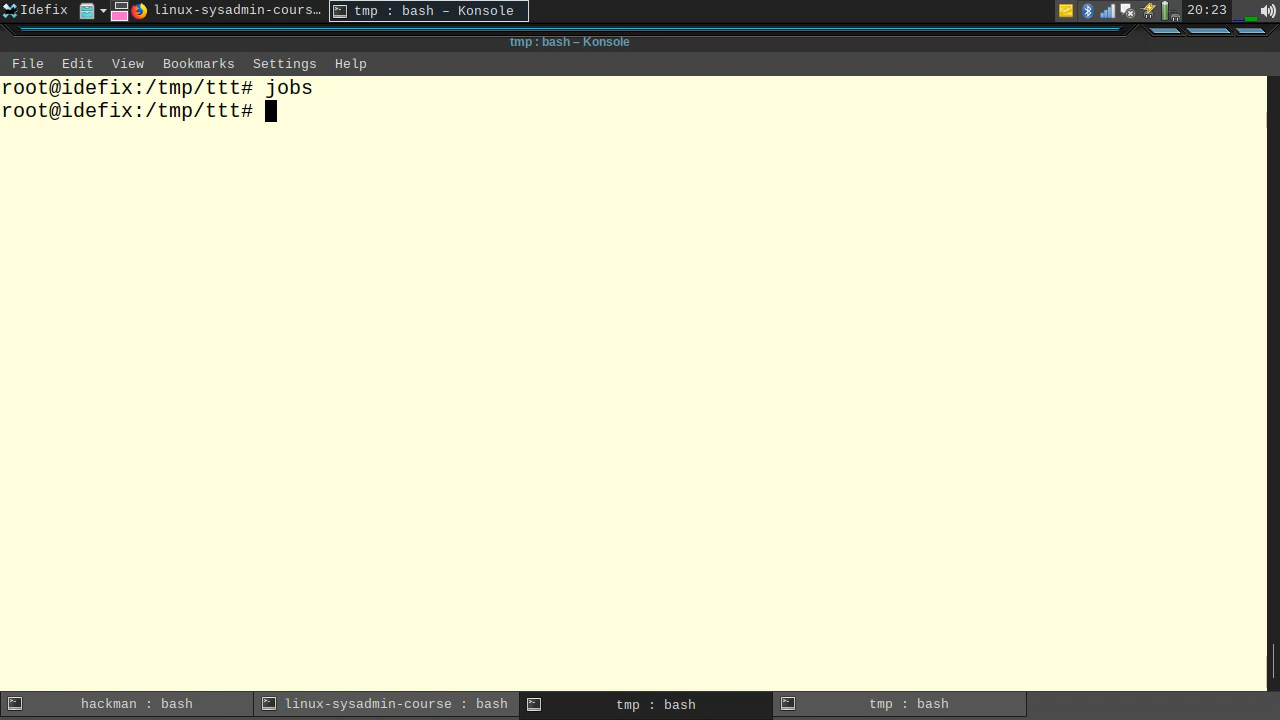 Idefix linux-sysadmin-cours… tmp : bash – Konsole 20:23
tmp : bash – Konsole
File Edit View Bookmarks Settings Help
root@idefix:/tmp/ttt# jobs
root@idefix:/tmp/ttt#
hackman : bash linux-sysadmin-course : bash tmp : bash tmp : bash